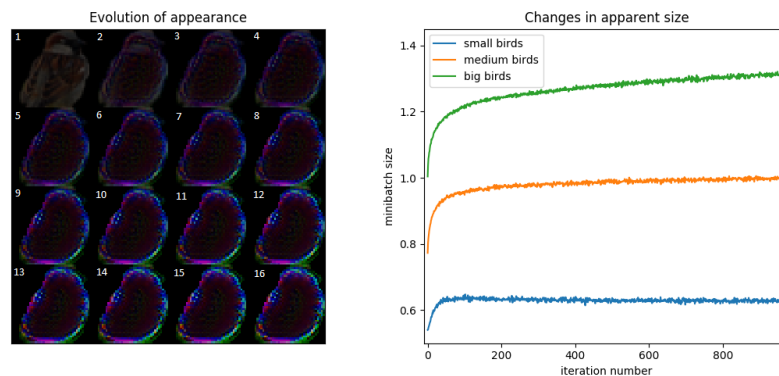 Evolution of appearance
1 2 3 4
5 6 7 8
9 10 11 12
13 14 15 16
Changes in apparent size
small birds
medium birds
big birds
minibatch size
1.4
1.2
1.0
0.8
0.6
0 200 400 600 800
iteration number